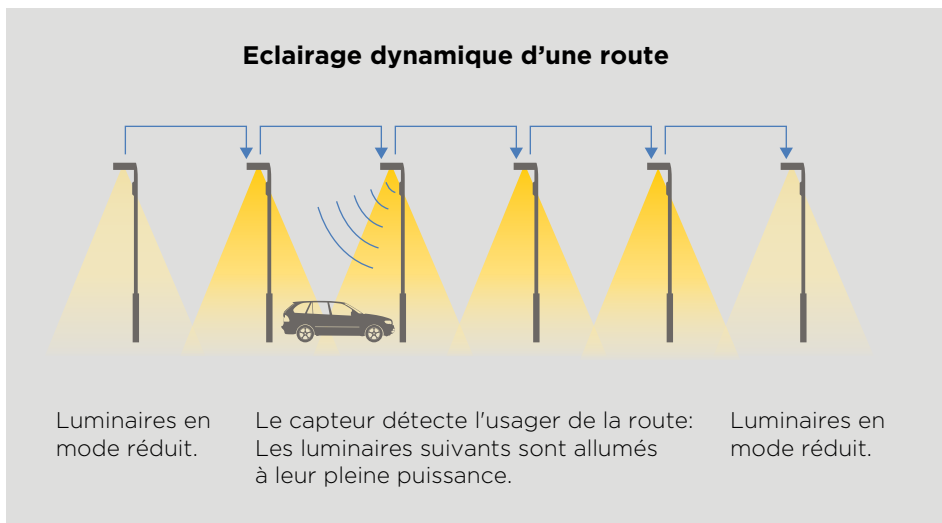 Eclairage dynamique d’une route
Luminaires en
mode réduit.
Le capteur détecte l'usager de la route:
Les luminaires suivants sont allumés
à leur pleine puissance.
Luminaires en
mode réduit.